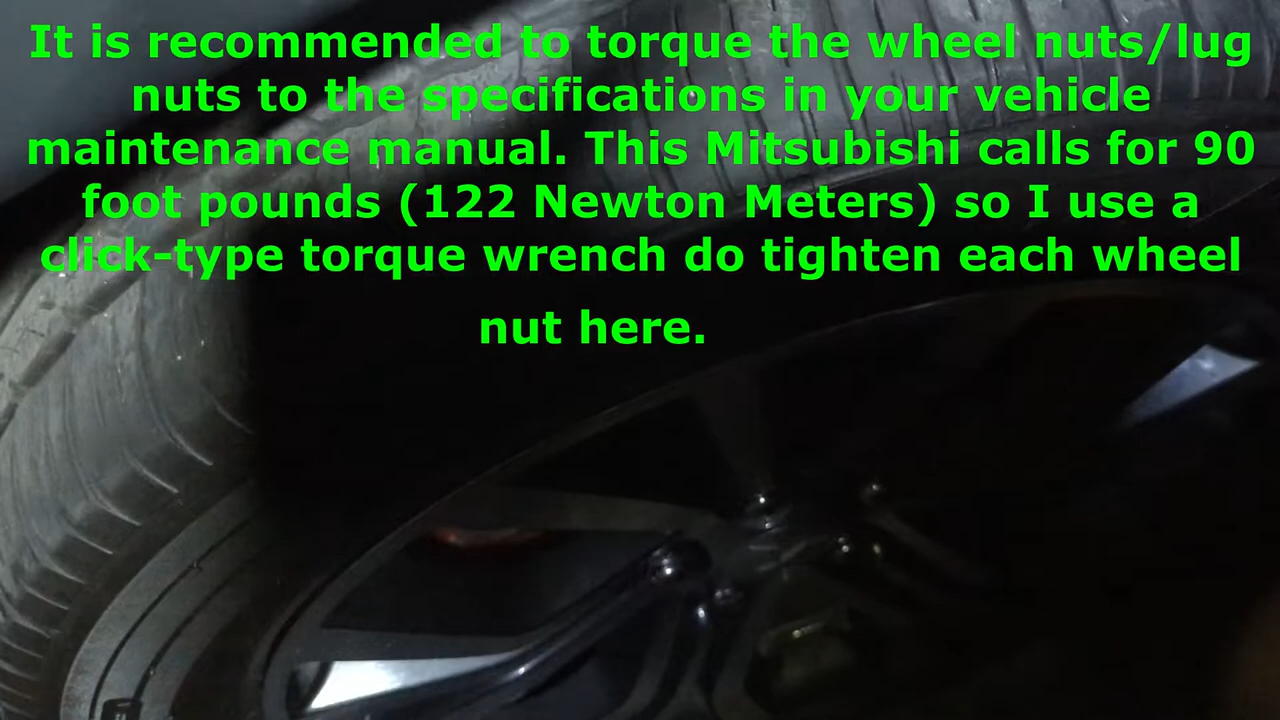 It is recommended to torque the wheel nuts/lug
nuts to the specifications in your vehicle
maintenance manual. This Mitsubishi calls for 90
foot pounds (122 Newton Meters) so I use a
click-type torque wrench do tighten each wheel
nut here.